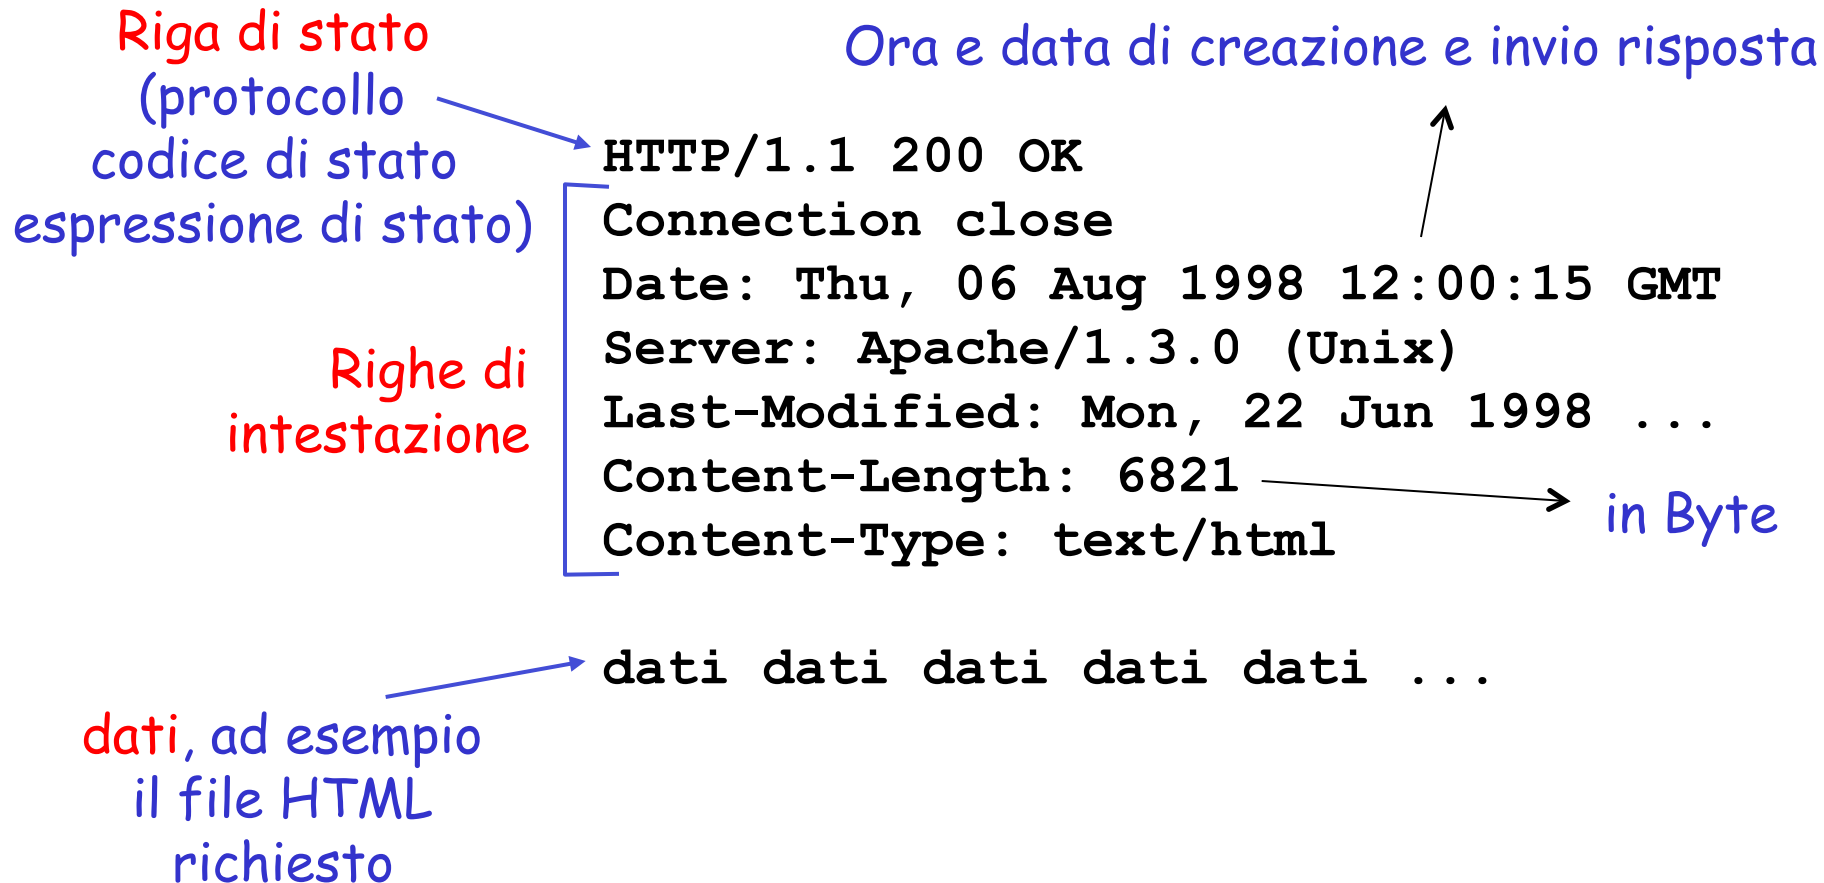 Riga di stato
(protocollo
codice di stato
espressione di stato)
Ora e data di creazione e invio risposta
HTTP/1.1 200 OK
Connection close
Date: Thu, 06 Aug 1998 12:00:15 GMT
Server: Apache/1.3.0 (Unix)
Last-Modified: Mon, 22 Jun 1998 ...
Content-Length: 6821
Content-Type: text/html
Righe di
intestazione
in Byte
dati dati dati dati dati ...
dati, ad esempio
il file HTML
richiesto